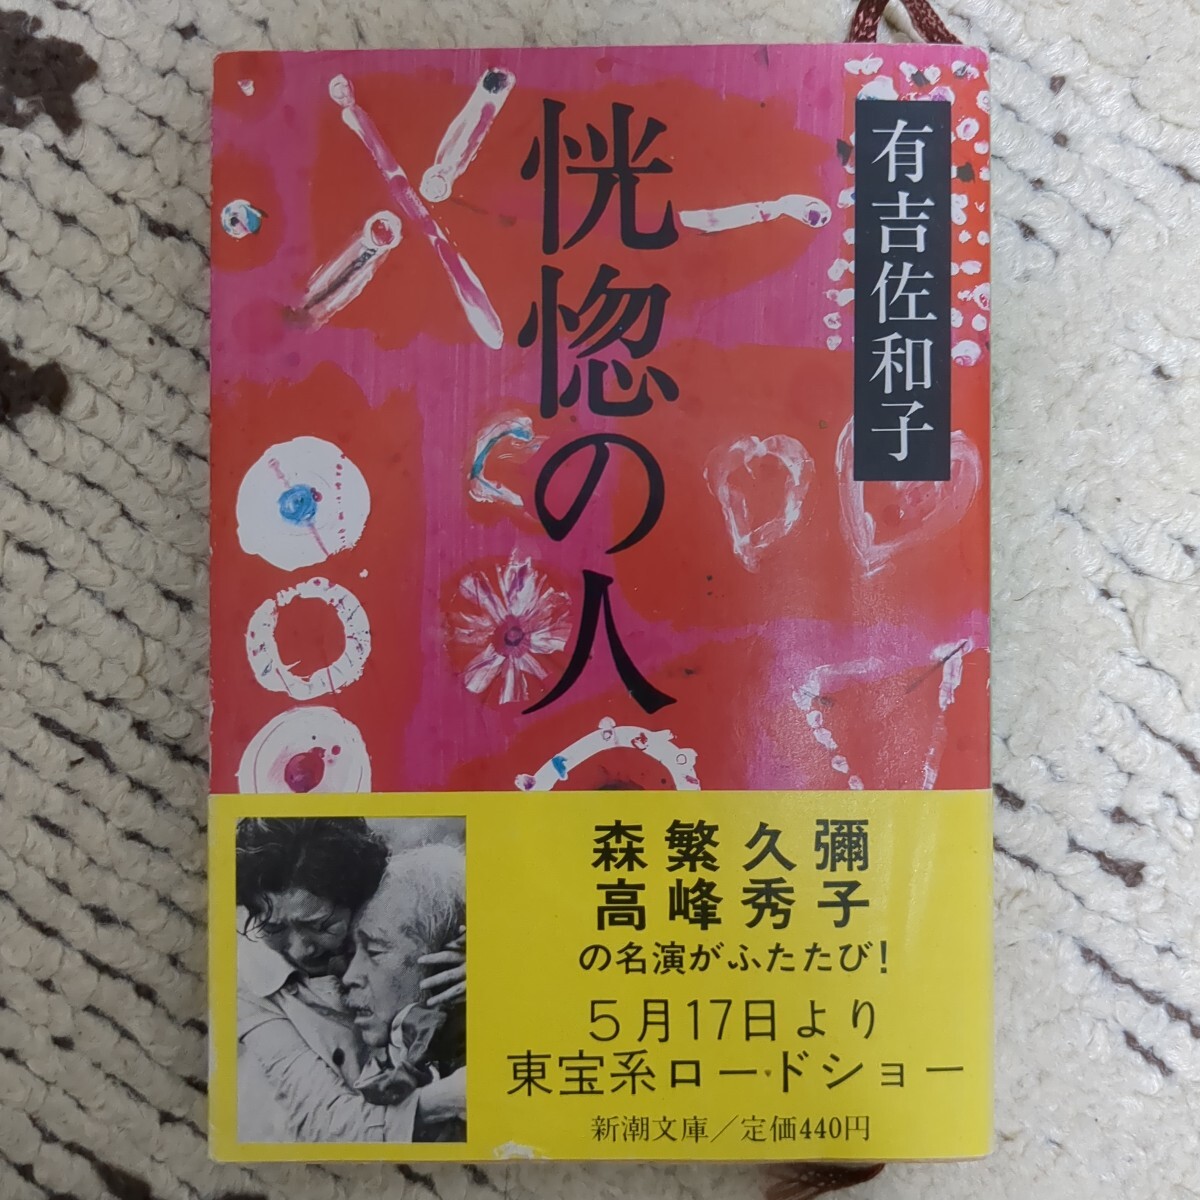 有吉佐和子
恍惚の人
森繁久彌
高峰秀子
の名演がふたたび!
5月17日より
東宝系ロードショー
新潮文庫/定価440円